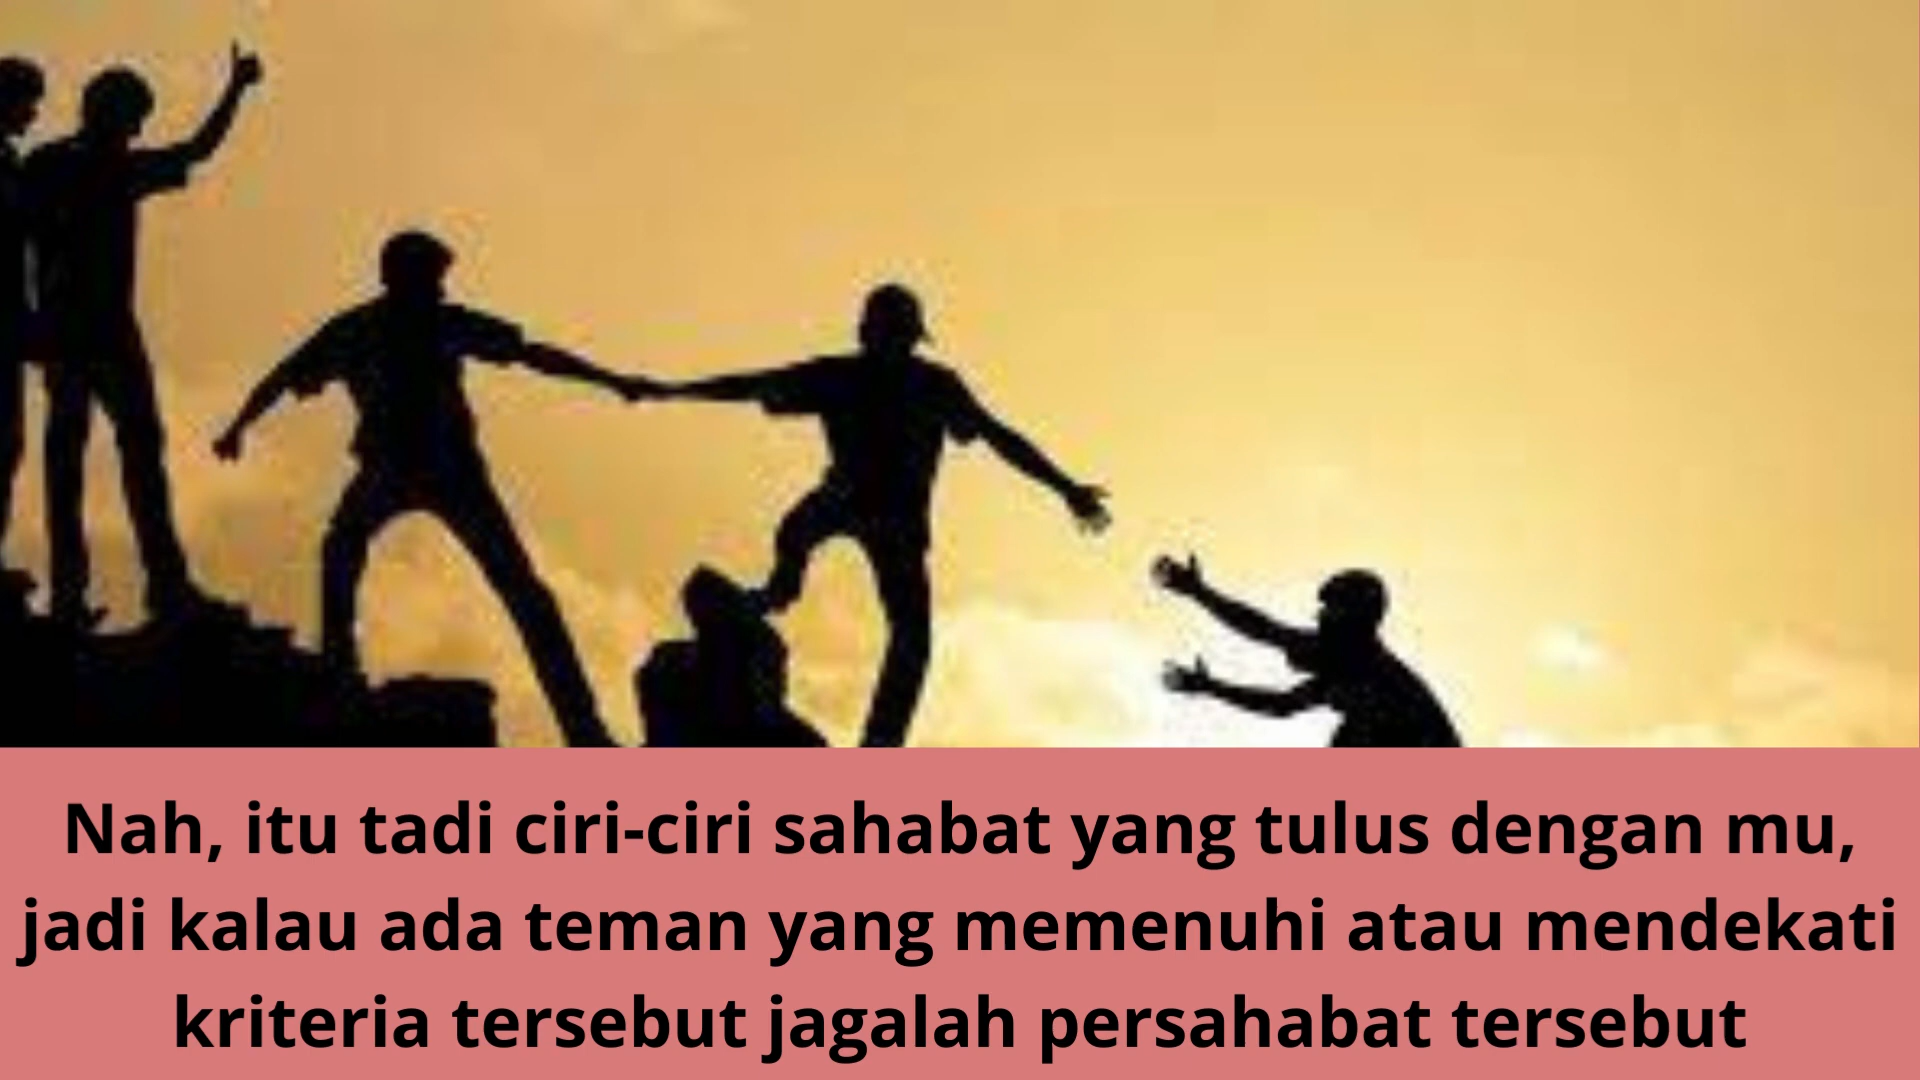 Nah, itu tadi ciri-ciri sahabat yang tulus dengan mu,
jadi kalau ada teman yang memenuhi atau mendekati
kriteria tersebut jagalah persahabat tersebut